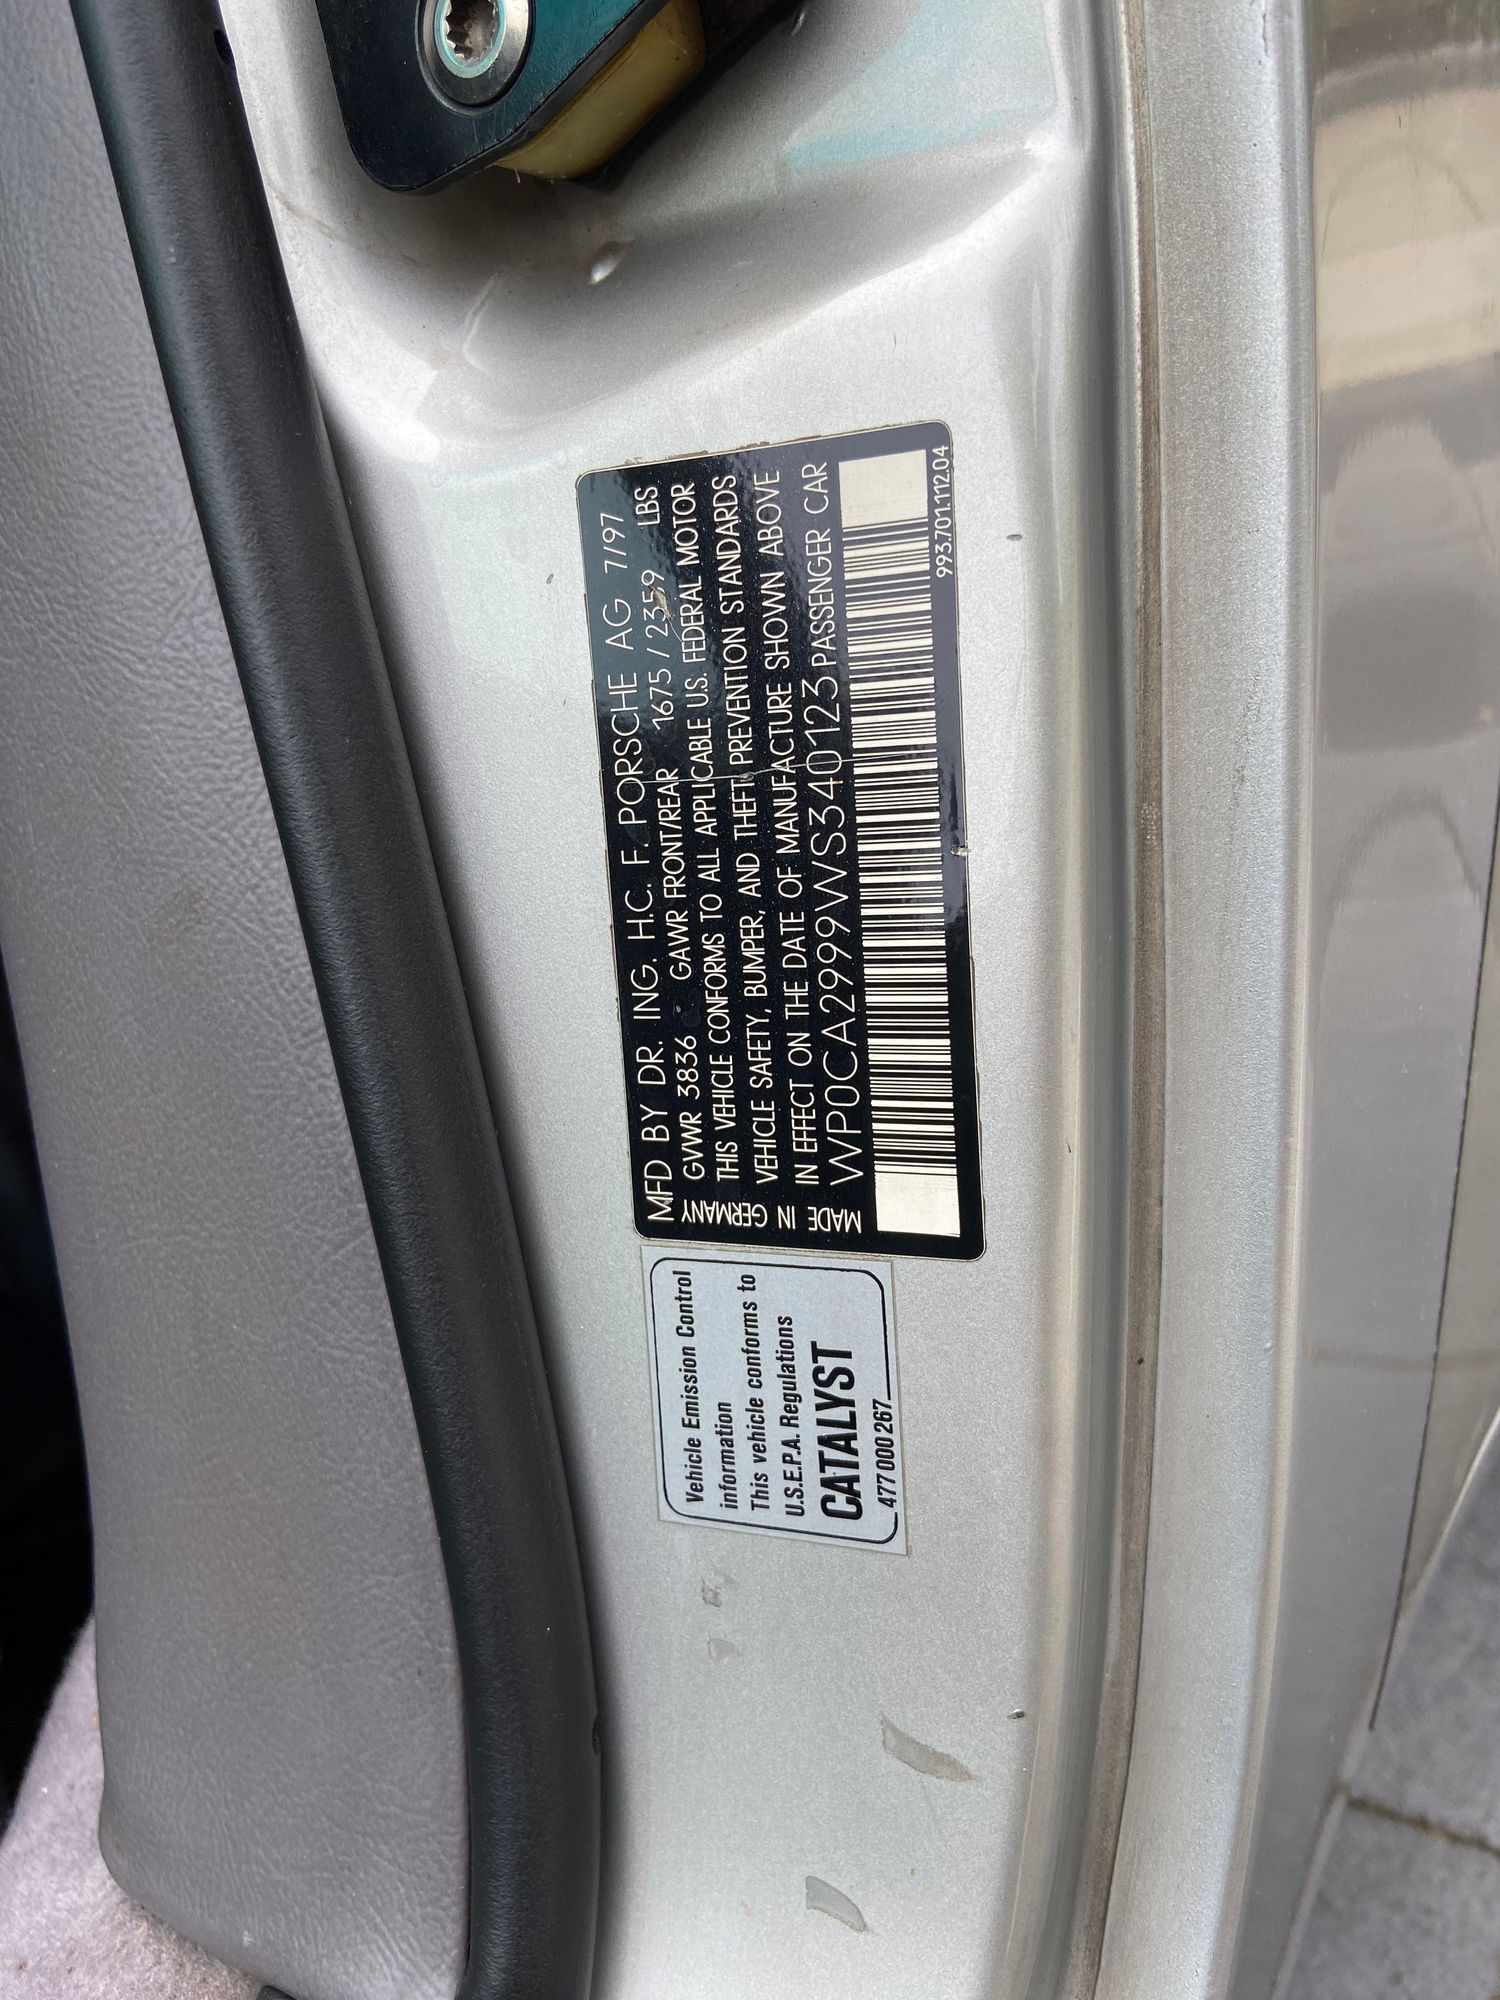 MFD BY DR. ING. H.C. F. PORSCHE AG 7/97
GVWR 3836 GAWR FRONT/REAR 1675 / 2359 LBS
THIS VEHICLE CONFORMS TO ALL APPLICABLE U.S. FEDERAL MOTOR
VEHICLE SAFETY, BUMPER, AND THEFT PREVENTION STANDARDS
IN EFFECT ON THE DATE OF MANUFACTURE SHOWN ABOVE
WP0CA2999WS340123 PASSENGER CAR
MADE IN GERMANY
993.701.112.04
Vehicle Emission Control
information
This vehicle conforms to
U.S.E.P.A. Regulations
CATALYST
477 000 267